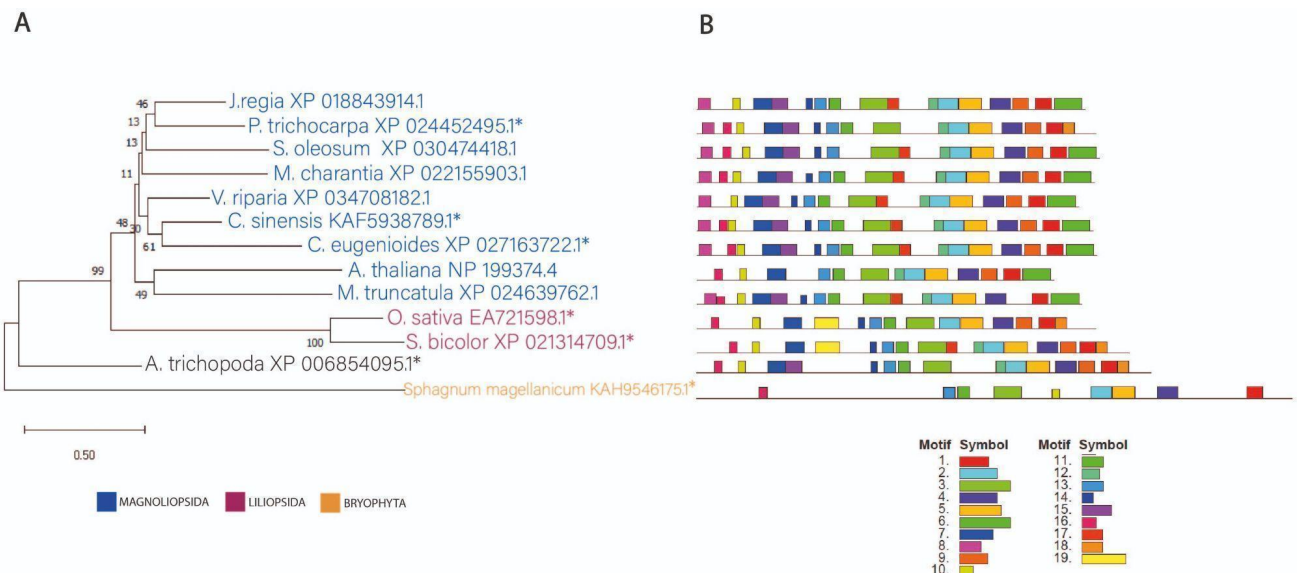 A
B
46
J.regia XP 018843914.1
13
P. trichocarpa XP 024452495.1*
13
S. oleosum XP 030474418.1
11
M. charantia XP 022155903.1
V. riparia XP 034708182.1
48
30
C. sinensis KAF5938789.1*
61
C. eugenioides XP 027163722.1*
99
A. thaliana NP 199374.4
49
M. truncatula XP 024639762.1
O. sativa EA721598.1*
100
S. bicolor XP 021314709.1*
A. trichopoda XP 006854095.1*
Sphagnum magellanicum KAH9546175.1*
0.50
MAGNOLIOPSIDA
LILIOPSIDA
BRYOPHYTA
Motif Symbol
1.
2.
3.
4.
5.
6.
7.
8.
9.
10.
Motif Symbol
11.
12.
13.
14.
15.
16.
17.
18.
19.